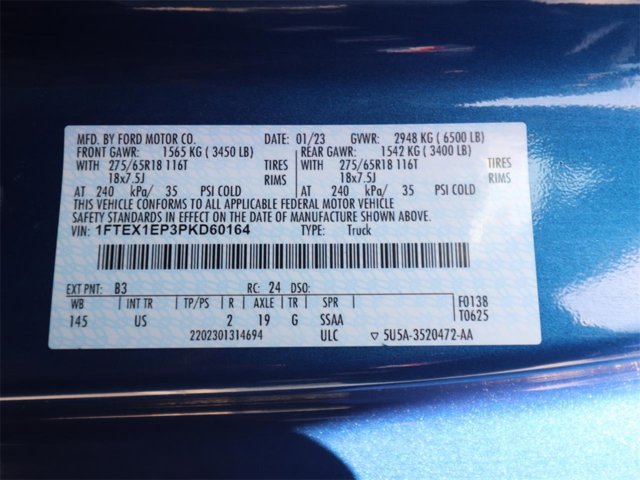 MFD. BY FORD MOTOR CO. DATE: 01/23 GVWR: 2948 KG ( 6500 LB)
FRONT GAWR: 1565 KG ( 3450 LB) REAR GAWR: 1542 KG ( 3400 LB)
WITH 275/65R18 116T TIRES WITH 275/65R18 116T TIRES
18x7.5J RIMS 18x7.5J RIMS
AT 240 kPa/ 35 PSI COLD AT 240 kPa/ 35 PSI COLD
THIS VEHICLE CONFORMS TO ALL APPLICABLE FEDERAL MOTOR VEHICLE
SAFETY STANDARDS IN EFFECT ON THE DATE OF MANUFACTURE SHOWN ABOVE.
VIN: 1FTEX1EP3PKD60164 TYPE: Truck
EXT PNT: B3 RC: 24 DSO:
WB INT TR TP/PS R AXLE TR SPR F0138
145 US 2 19 G SSAA T0625
2202301314694 ULC ▽ 5U5A-3520472-AA